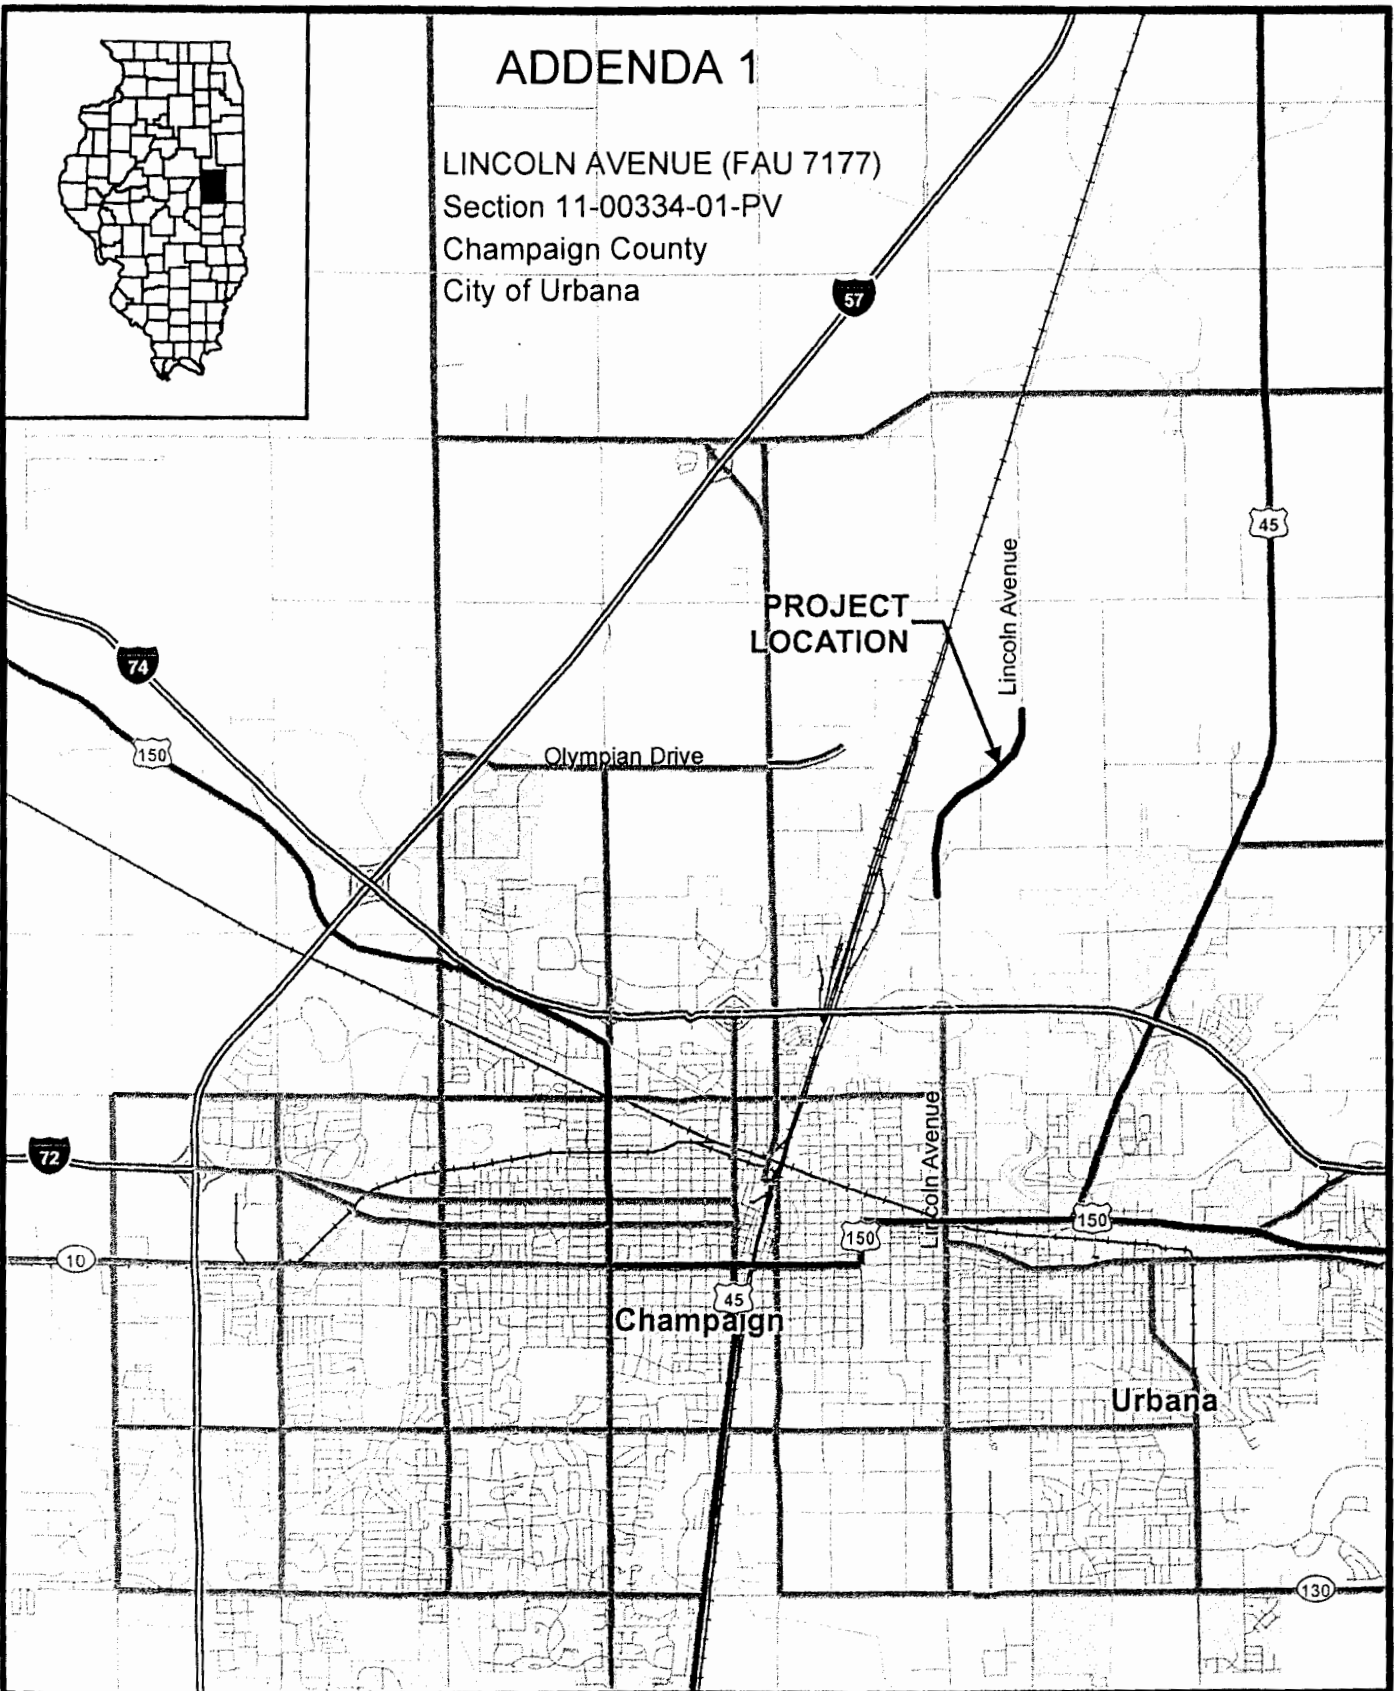 ADDENDA 1
LINCOLN AVENUE (FAU 7177)
Section 11-00334-01-PV
Champaign County
City of Urbana
57
45
PROJECT
LOCATION
Lincoln Avenue
74
150
Olympian Drive
72
Lincoln Avenue
10
150
150
45
Champaign
Urbana
130